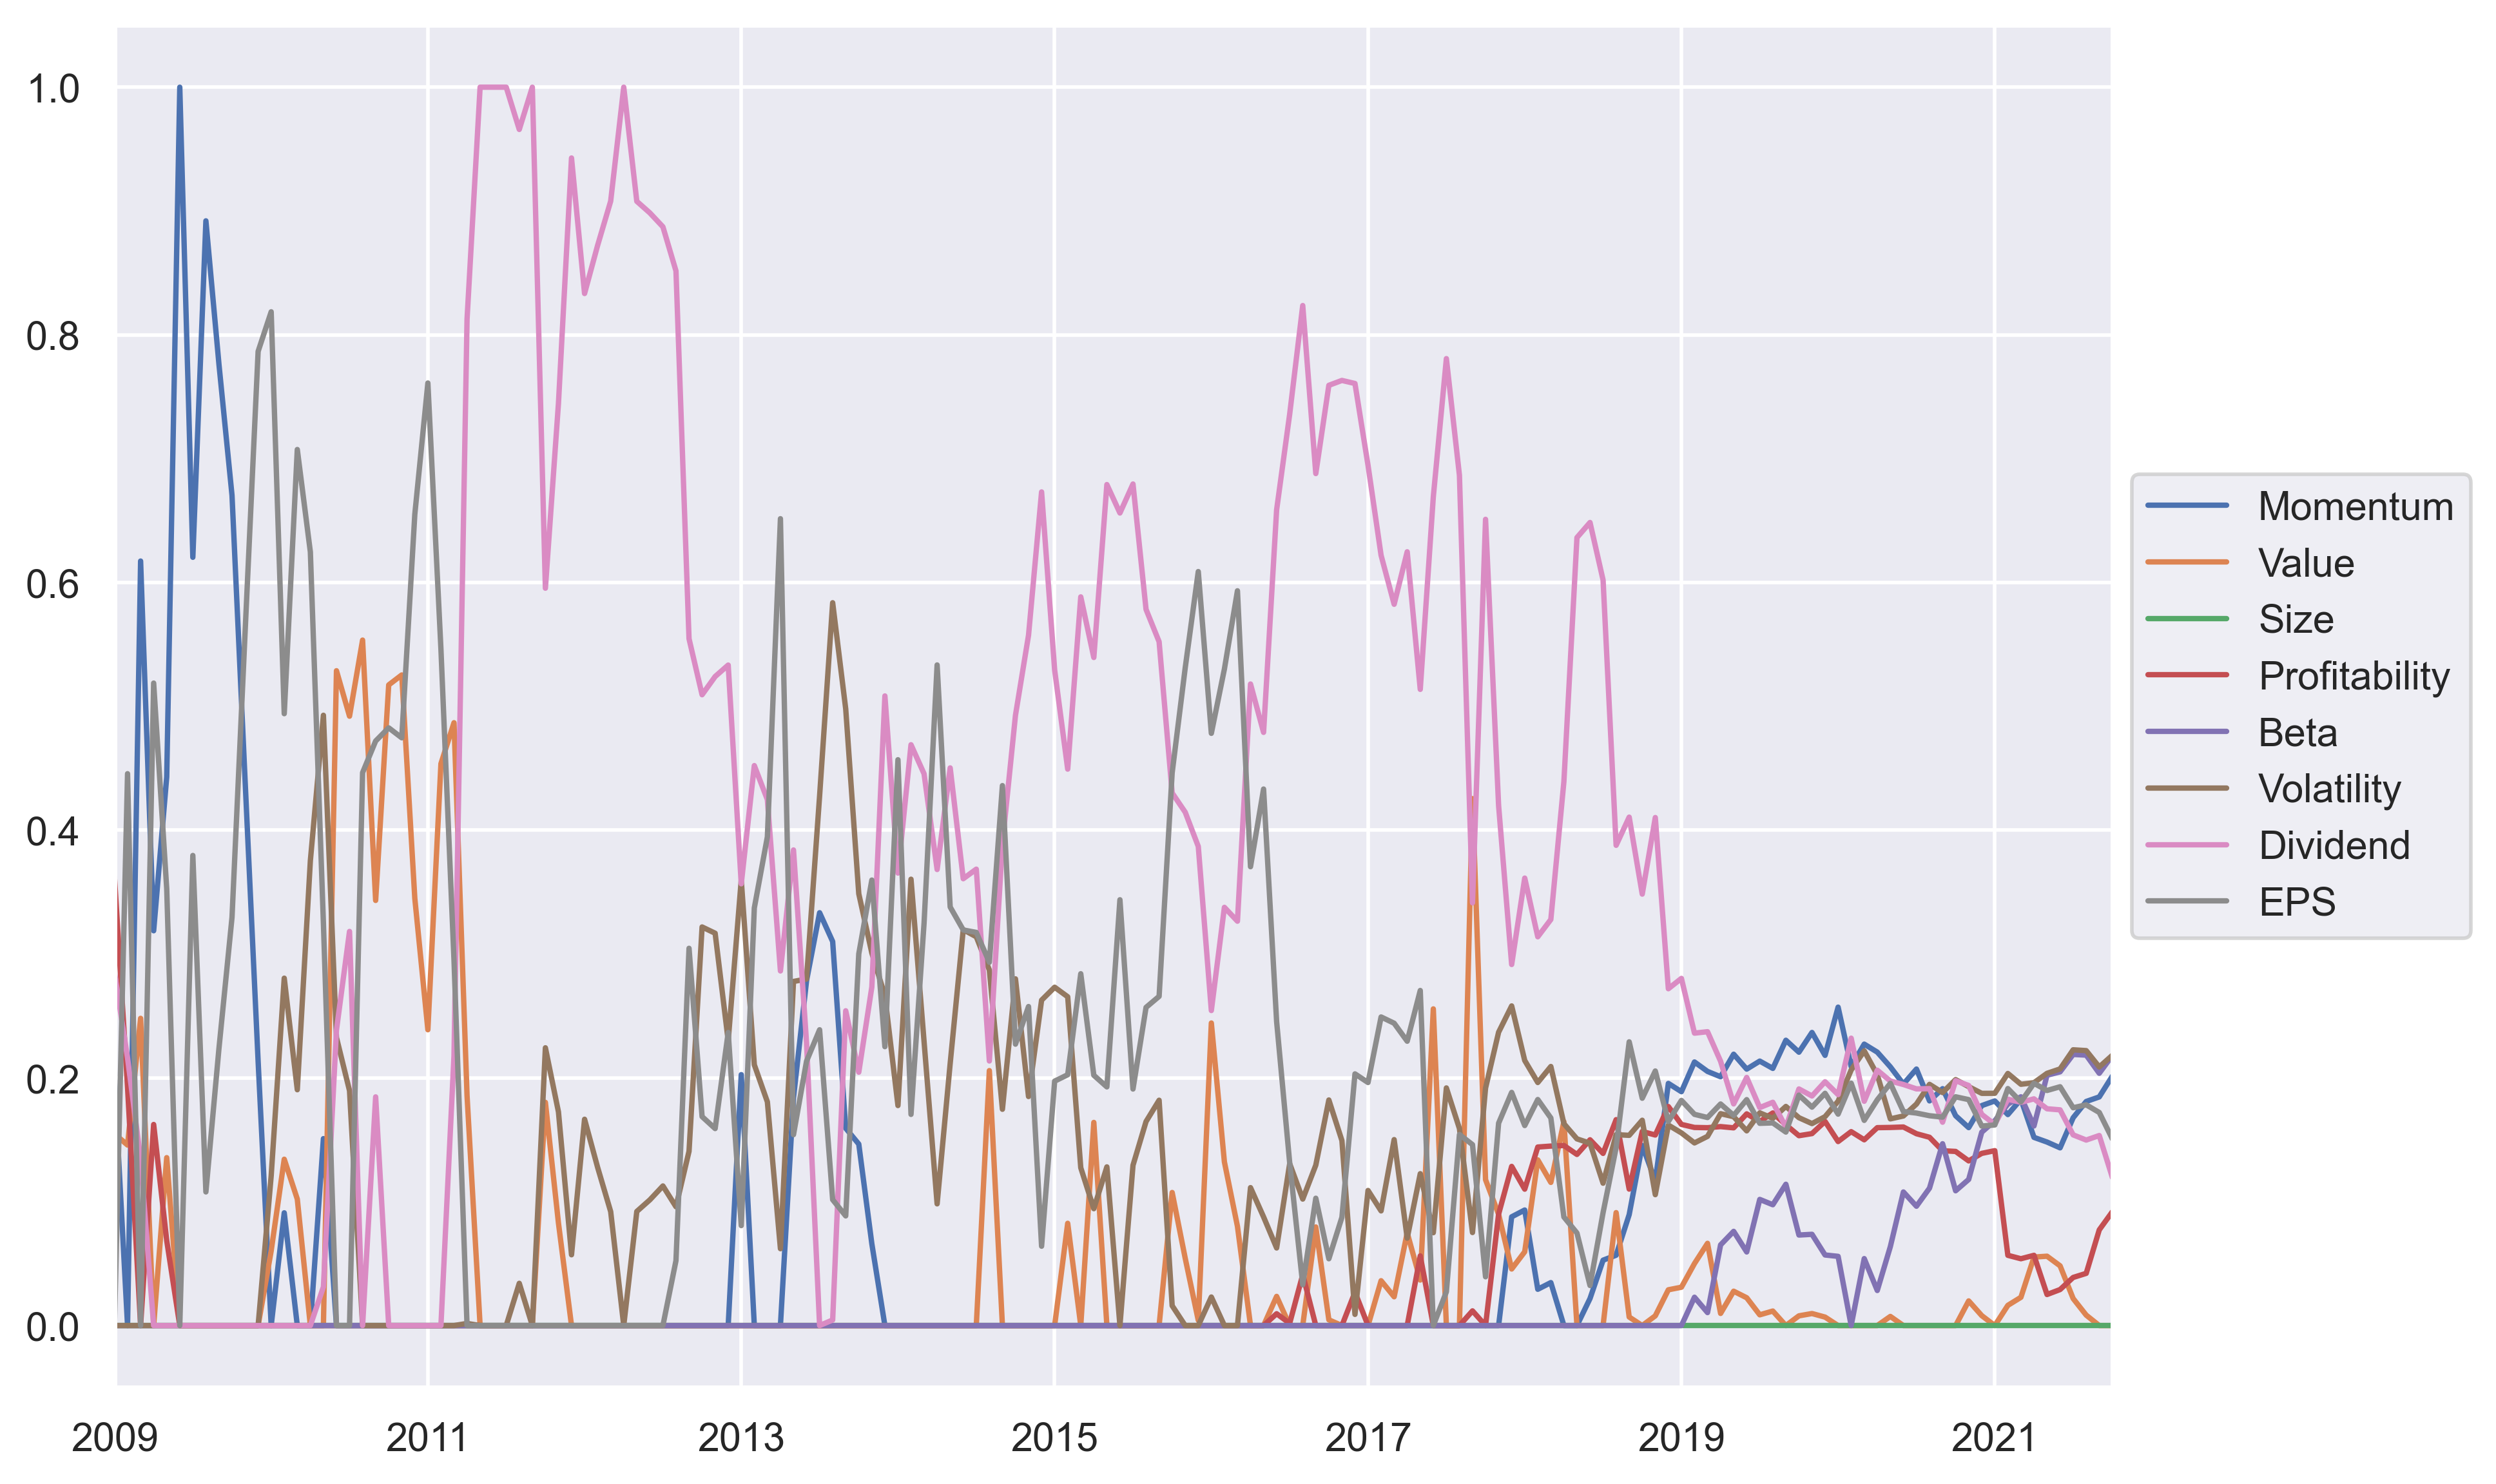 1.0
0.8
0.6
0.4
0.2
0.0
2009 2011 2013 2015 2017 2019 2021
Momentum
Value
Size
Profitability
Beta
Volatility
Dividend
EPS